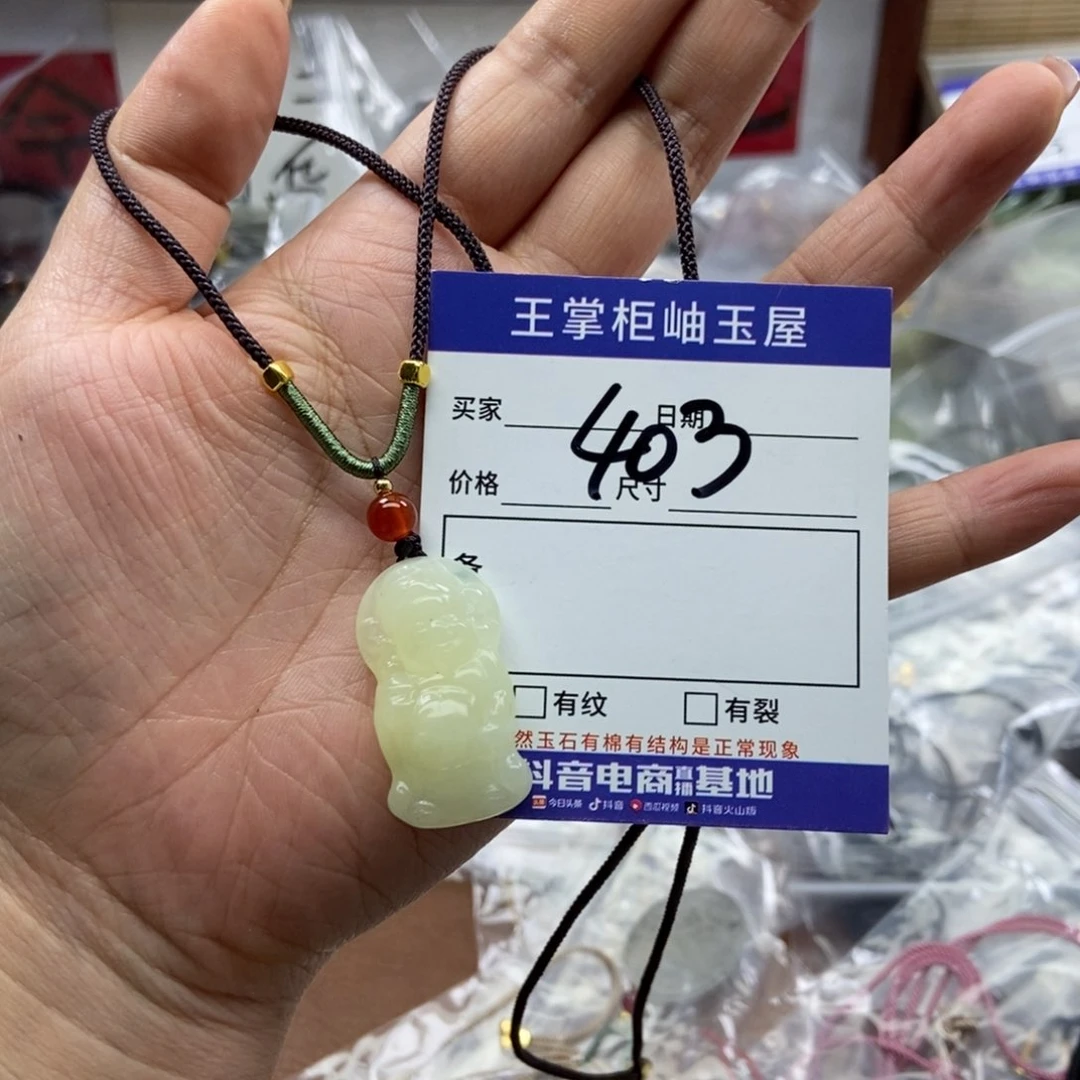 王掌柜岫玉屋
买家 日期
403
价格 尺寸
有纹 有裂
然玉石有棉有结构是正常现象
抖音电商直播基地
今日头条 抖音 西瓜视频 抖音火山版